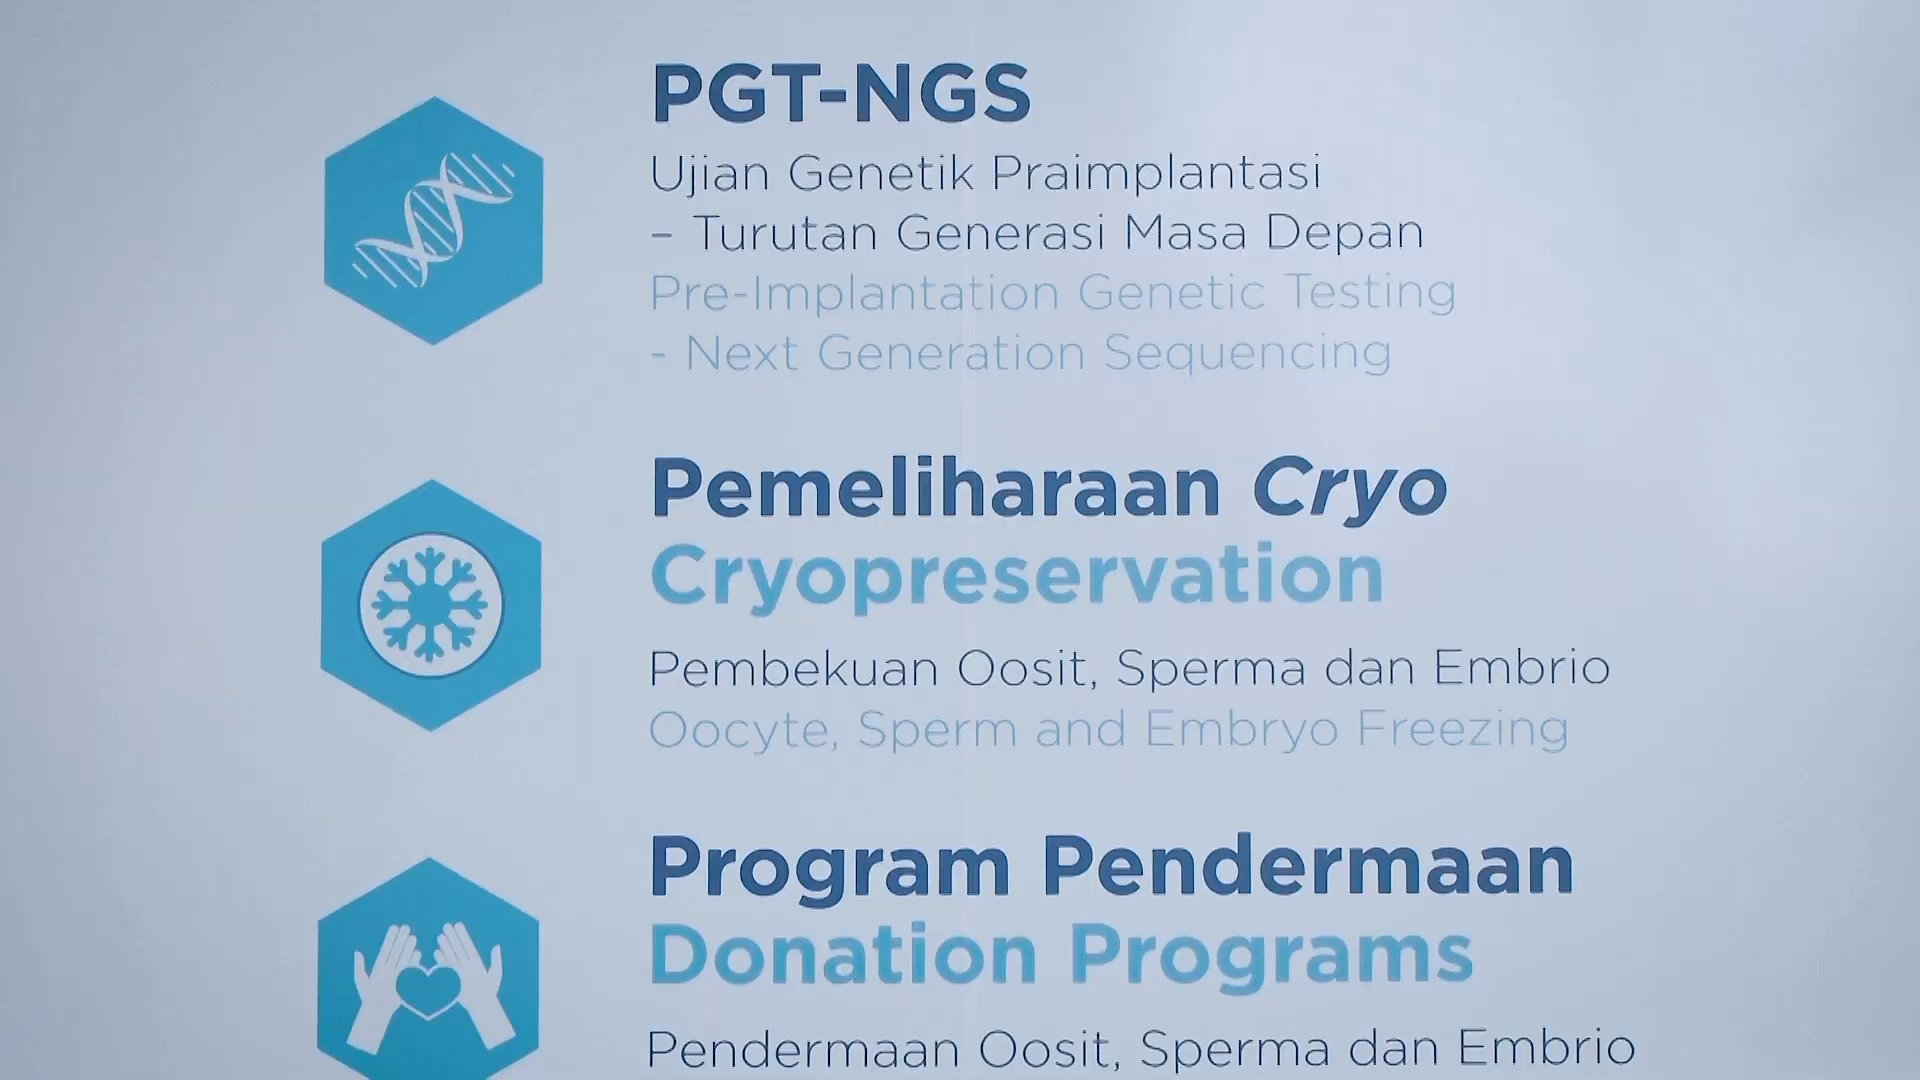 PGT-NGS
Ujian Genetik Praimplantasi
– Turutan Generasi Masa Depan
Pre-Implantation Genetic Testing
- Next Generation Sequencing
Pemeliharaan Cryo
Cryopreservation
Pembekuan Oosit, Sperma dan Embrio
Oocyte, Sperm and Embryo Freezing
Program Pendermaan
Donation Programs
Pendermaan Oosit, Sperma dan Embrio